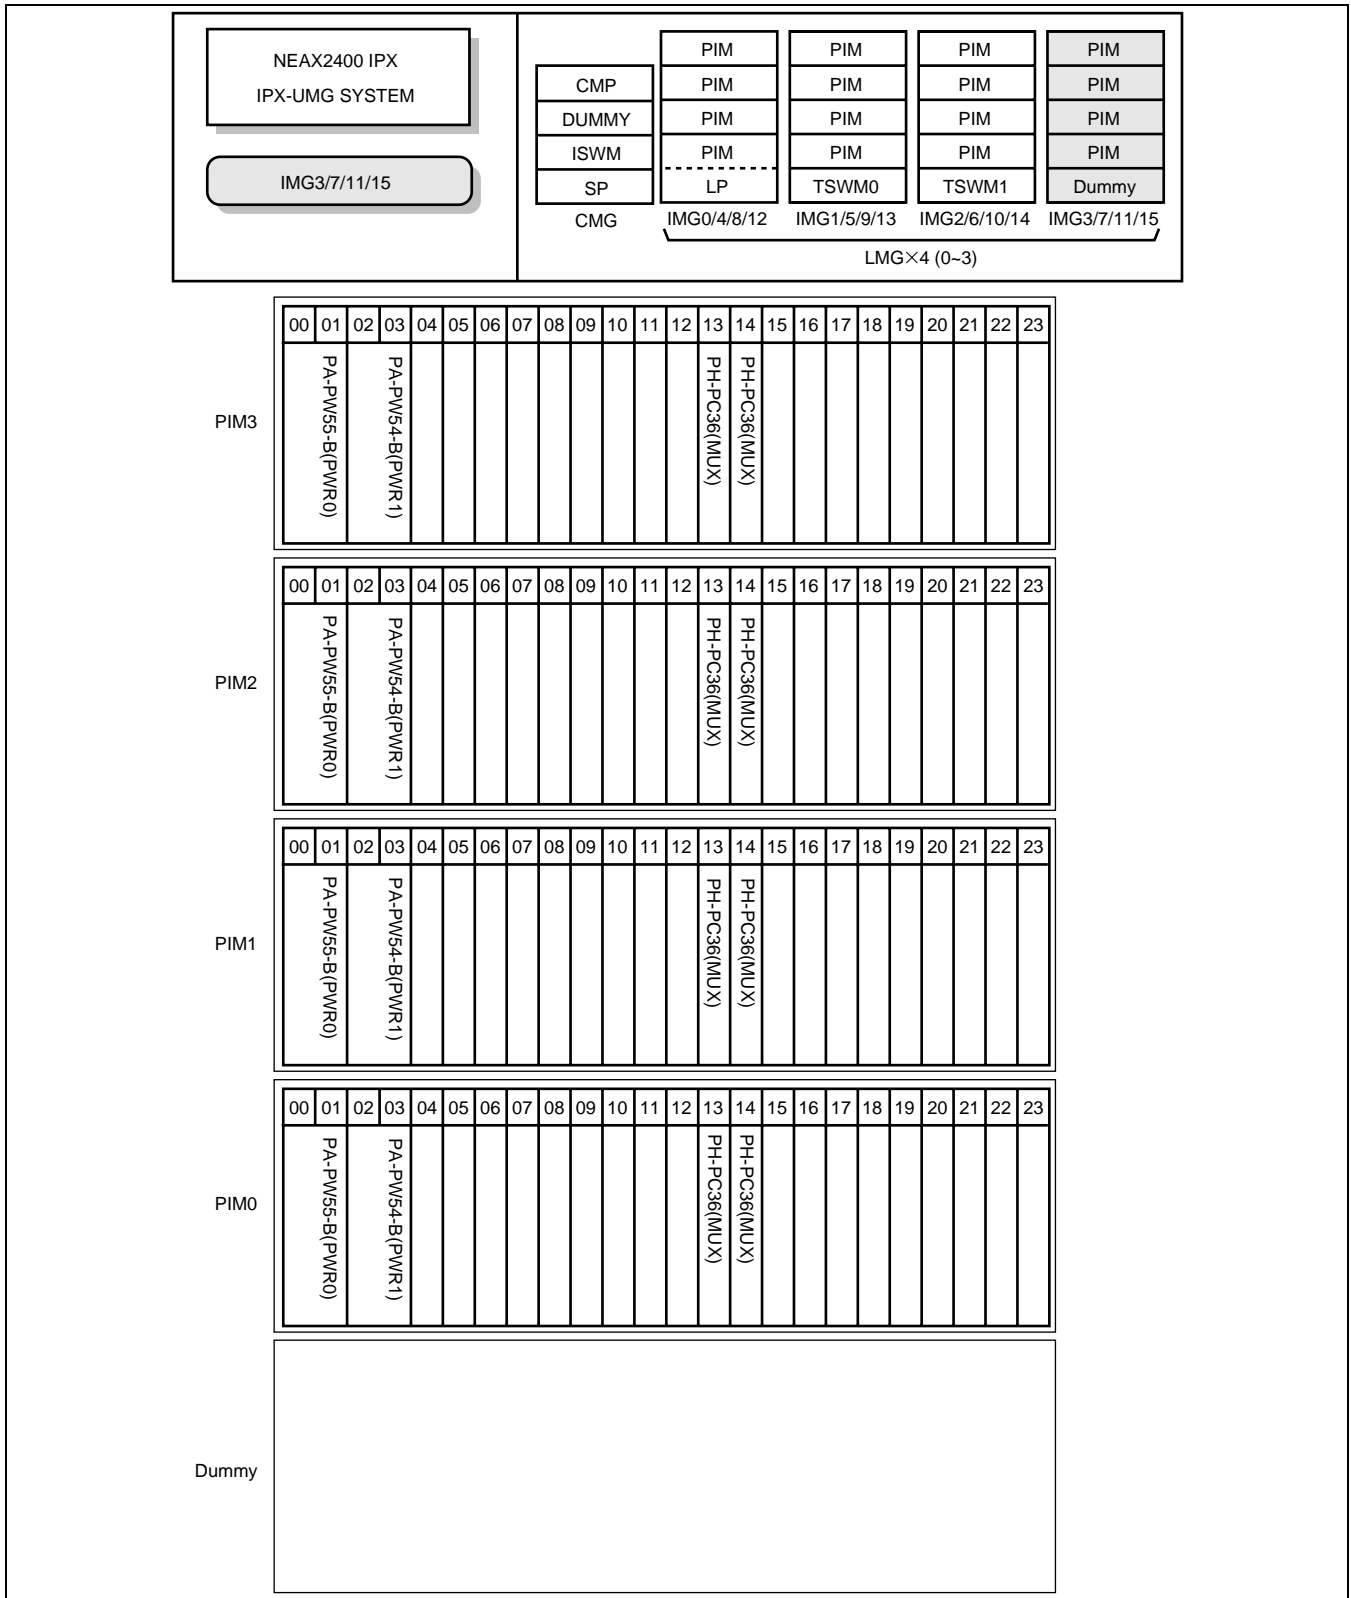 NEAX2400 IPX
IPX-UMG SYSTEM
IMG3/7/11/15
PIM PIM PIM PIM
CMP PIM PIM PIM PIM
DUMMY PIM PIM PIM PIM
ISWM PIM PIM PIM PIM
SP LP TSWM0 TSWM1 Dummy
CMG IMG0/4/8/12 IMG1/5/9/13 IMG2/6/10/14 IMG3/7/11/15
LMG×4 (0~3)
00 01 02 03 04 05 06 07 08 09 10 11 12 13 14 15 16 17 18 19 20 21 22 23
PIM3
PA-PW55-B(PWR0)
PA-PW54-B(PWR1)
PH-PC36(MUX)
PH-PC36(MUX)
00 01 02 03 04 05 06 07 08 09 10 11 12 13 14 15 16 17 18 19 20 21 22 23
PIM2
PA-PW55-B(PWR0)
PA-PW54-B(PWR1)
PH-PC36(MUX)
PH-PC36(MUX)
00 01 02 03 04 05 06 07 08 09 10 11 12 13 14 15 16 17 18 19 20 21 22 23
PIM1
PA-PW55-B(PWR0)
PA-PW54-B(PWR1)
PH-PC36(MUX)
PH-PC36(MUX)
00 01 02 03 04 05 06 07 08 09 10 11 12 13 14 15 16 17 18 19 20 21 22 23
PIM0
PA-PW55-B(PWR0)
PA-PW54-B(PWR1)
PH-PC36(MUX)
PH-PC36(MUX)
Dummy